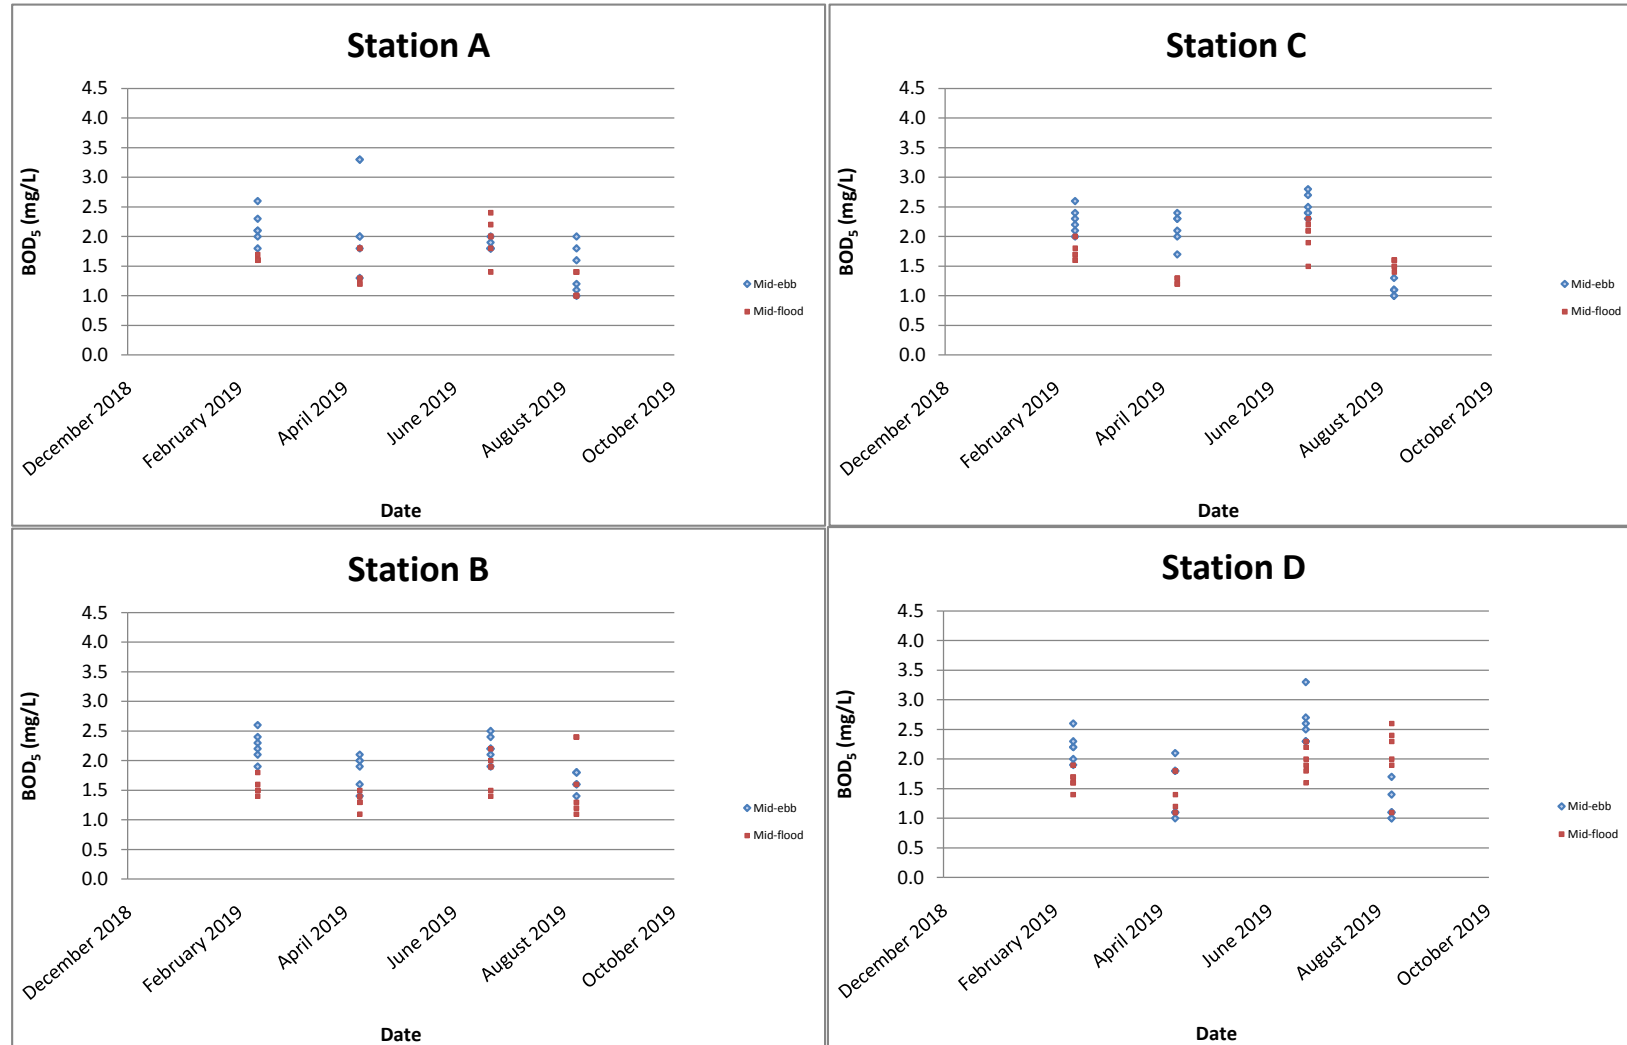 Station A
4.5
4.0
3.5
3.0
2.5
2.0
1.5
1.0
0.5
0.0
BOD5 (mg/L)
December 2018
February 2019
April 2019
June 2019
August 2019
October 2019
Date
Mid-ebb
Mid-flood
Station C
4.5
4.0
3.5
3.0
2.5
2.0
1.5
1.0
0.5
0.0
BOD5 (mg/L)
December 2018
February 2019
April 2019
June 2019
August 2019
October 2019
Date
Mid-ebb
Mid-flood
Station B
4.5
4.0
3.5
3.0
2.5
2.0
1.5
1.0
0.5
0.0
BOD5 (mg/L)
December 2018
February 2019
April 2019
June 2019
August 2019
October 2019
Date
Mid-ebb
Mid-flood
Station D
4.5
4.0
3.5
3.0
2.5
2.0
1.5
1.0
0.5
0.0
BOD5 (mg/L)
December 2018
February 2019
April 2019
June 2019
August 2019
October 2019
Date
Mid-ebb
Mid-flood